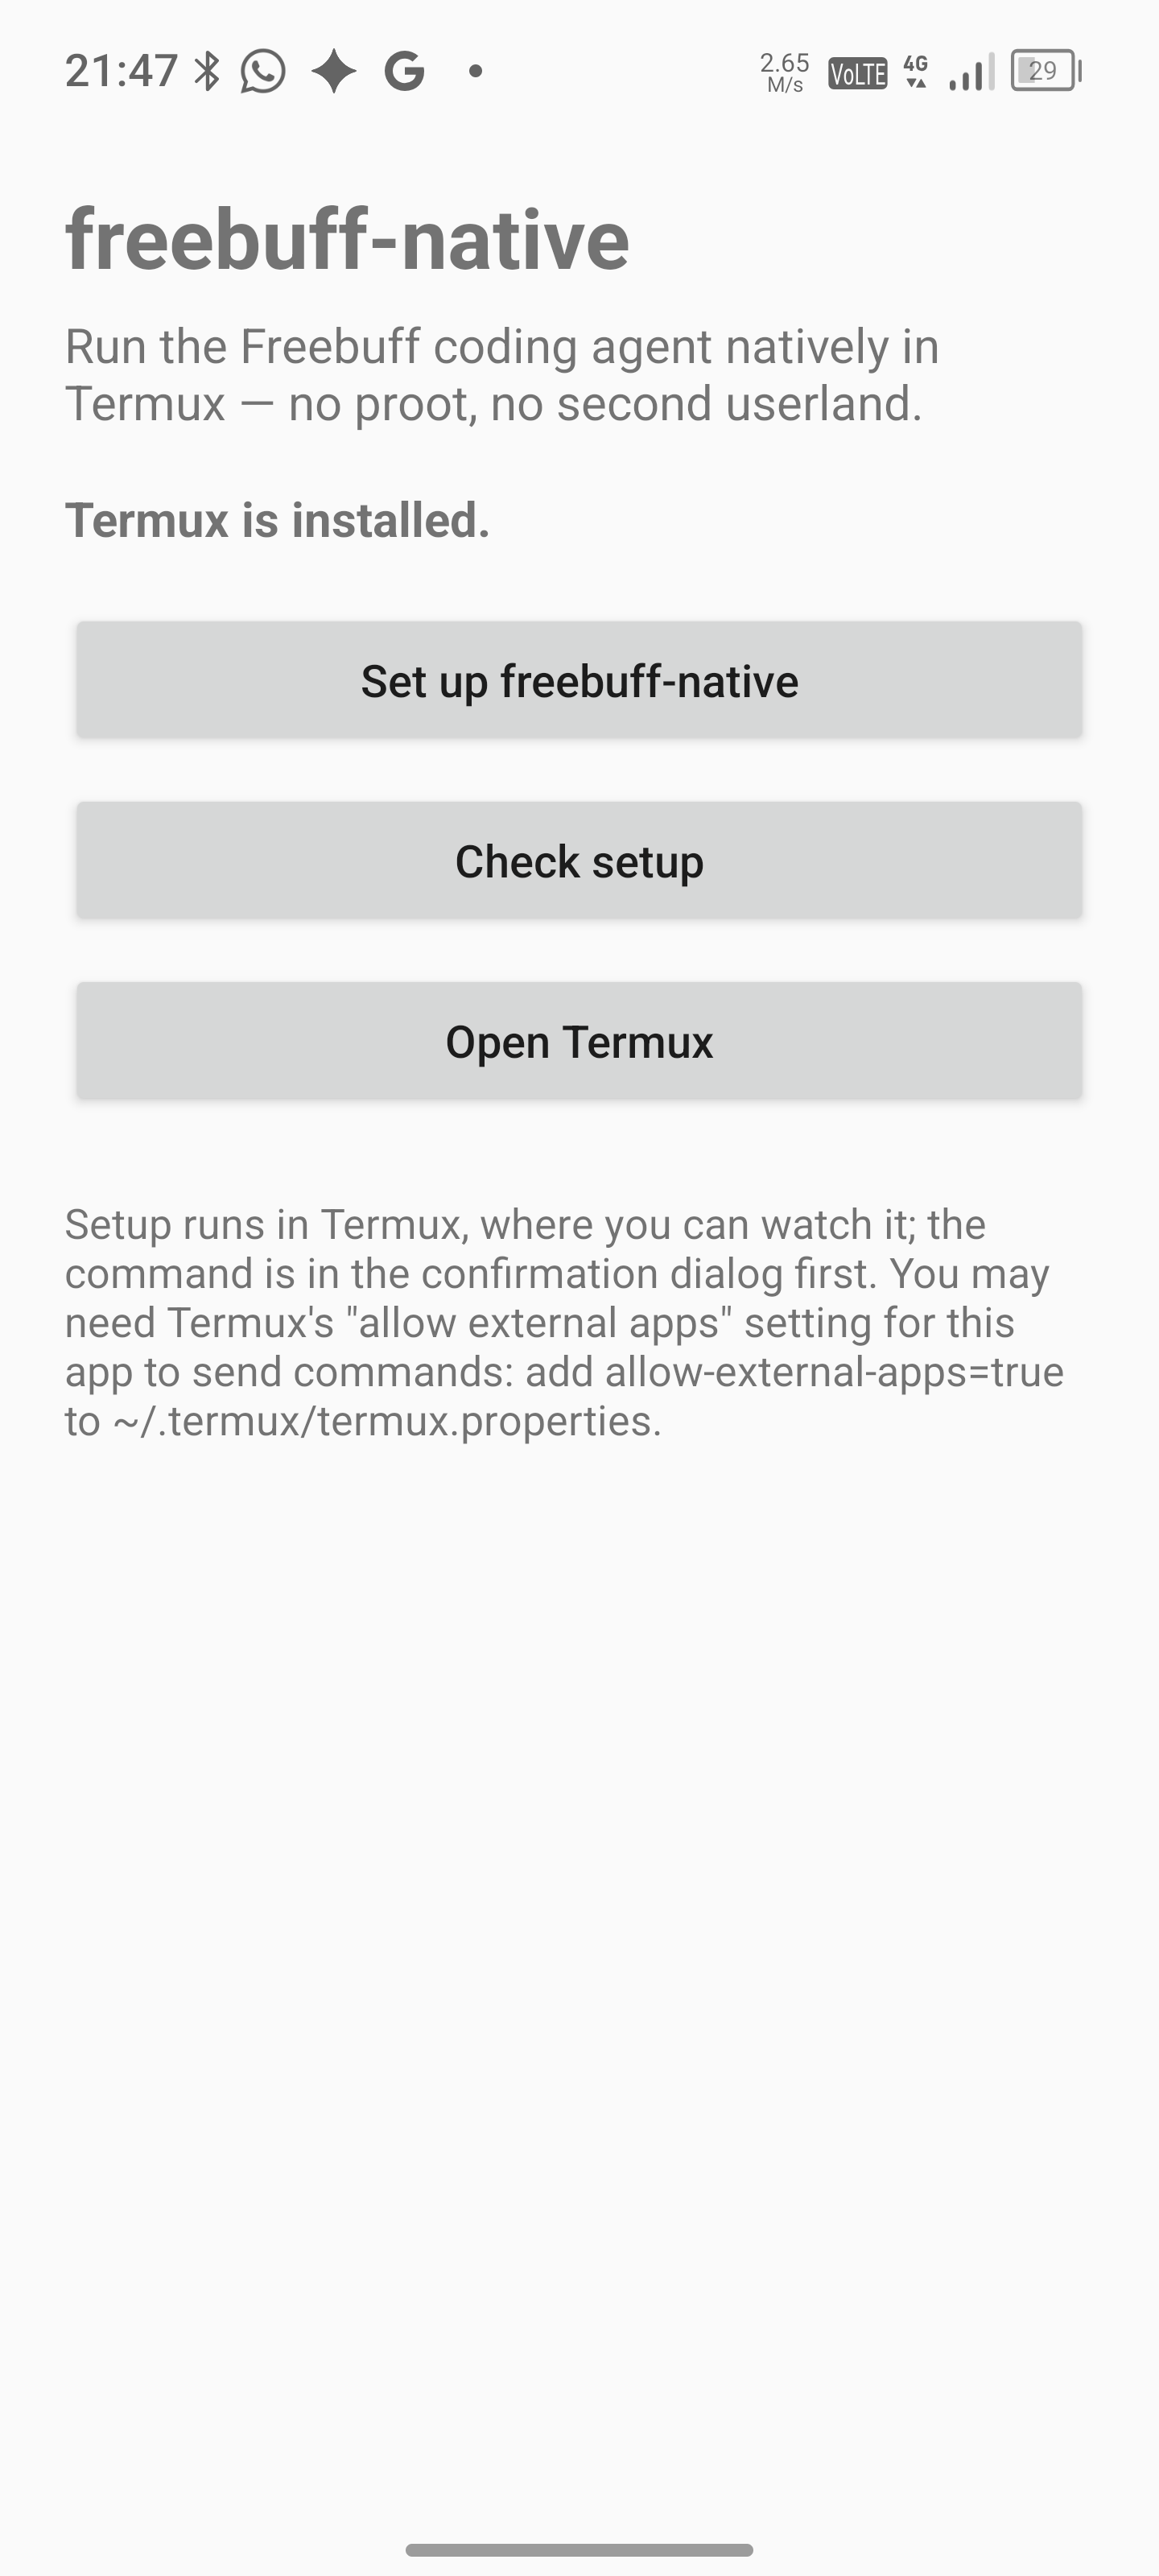 21:47
2.65
M/s
VoLTE
4G
29
freebuff-native
Run the Freebuff coding agent natively in
Termux — no proot, no second userland.
Termux is installed.
Set up freebuff-native
Check setup
Open Termux
Setup runs in Termux, where you can watch it; the
command is in the confirmation dialog first. You may
need Termux's "allow external apps" setting for this
app to send commands: add allow-external-apps=true
to ~/.termux/termux.properties.